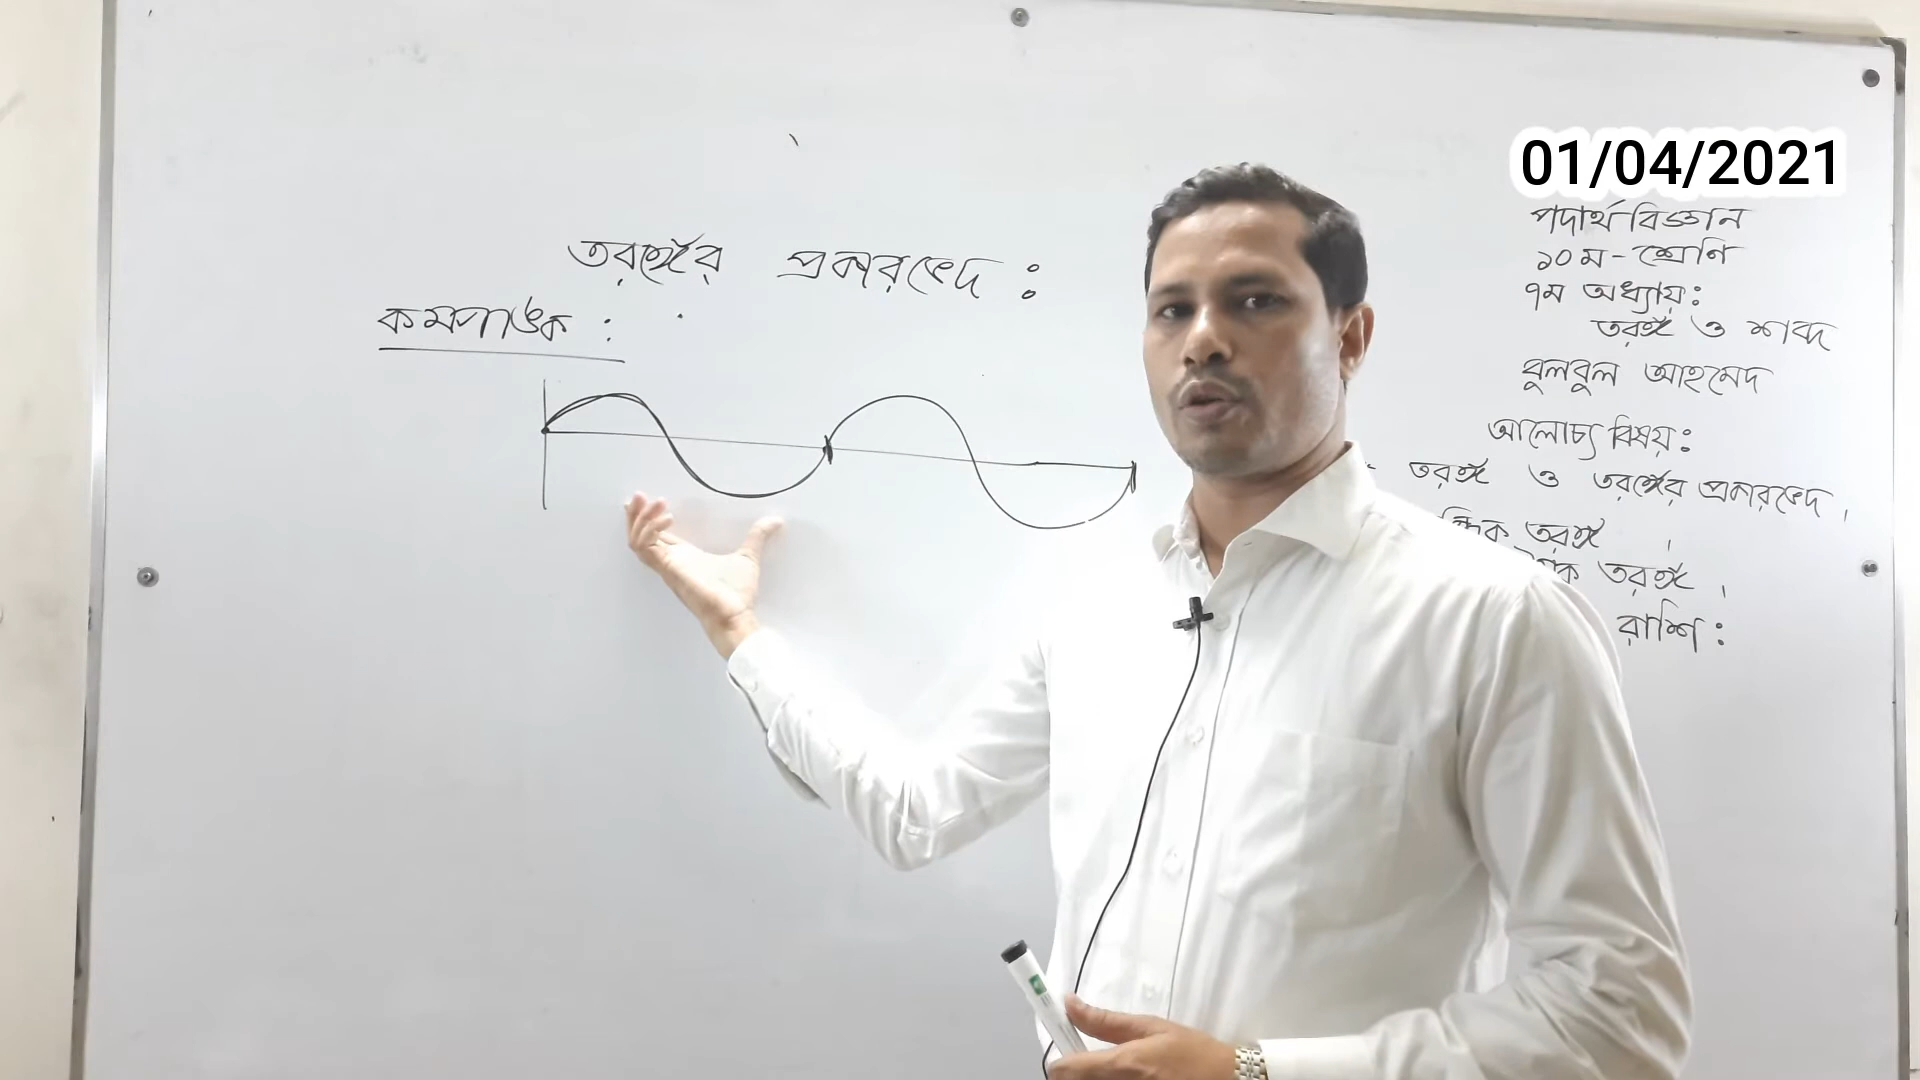 তরঙ্গের প্রকারভেদ :
কম্পাঙ্ক :
01/04/2021
পদার্থবিজ্ঞান
১০ম-শ্রেণি
৭ম অধ্যায়:
তরঙ্গ ও শব্দ
বুলবুল আহমেদ
আলোচ্য বিষয়:
তরঙ্গ ও তরঙ্গের প্রকারভেদ।
তরঙ্গ ।
তরঙ্গ ।
রাশি :